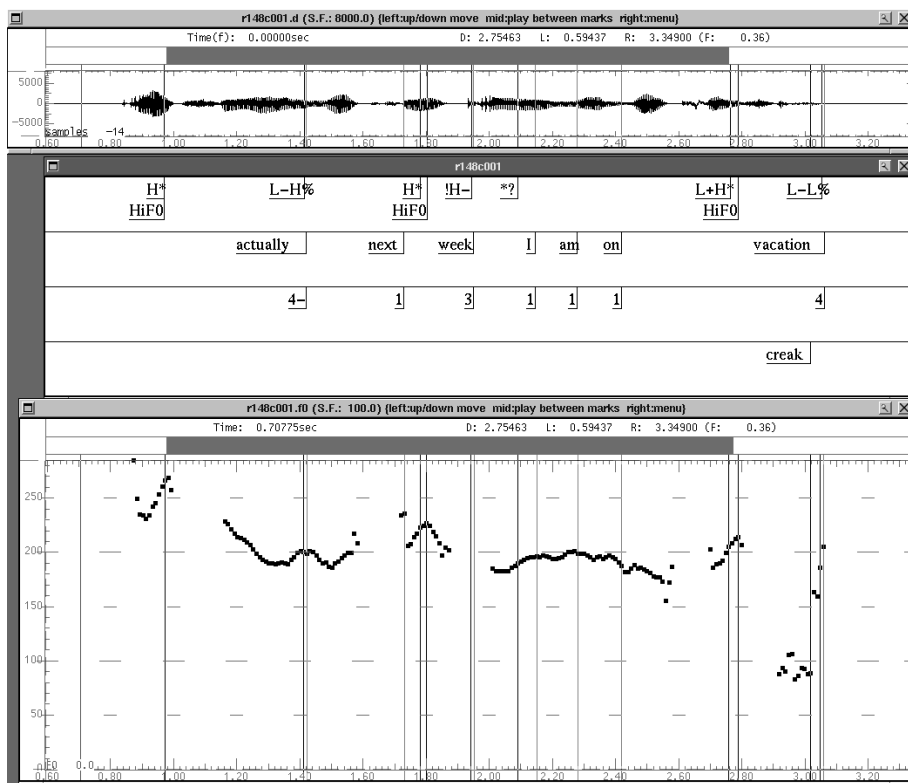 r148c001.d (S.F.: 8000.0) {left:up/down move mid:play between marks right:menu}
Time(f): 0.00000sec D: 2.75463 L: 0.59437 R: 3.34900 (F: 0.36)
5000
0
-5000
samples -14
0.60 0.80 1.00 1.20 1.40 1.60 1.80 2.00 2.20 2.40 2.60 2.80 3.00 3.20
r148c001
H* L-H% H* !H- *? L+H* L-L%
HiF0 HiF0 HiF0
actually next week I am on vacation
4- 1 3 1 1 1 4
creak
r148c001.f0 (S.F.: 100.0) {left:up/down move mid:play between marks right:menu}
Time: 0.70775sec D: 2.75463 L: 0.59437 R: 3.34900 (F: 0.36)
250
200
150
100
50
F0 0.0
0.60 0.80 1.00 1.20 1.40 1.60 1.80 2.00 2.20 2.40 2.60 2.80 3.00 3.20